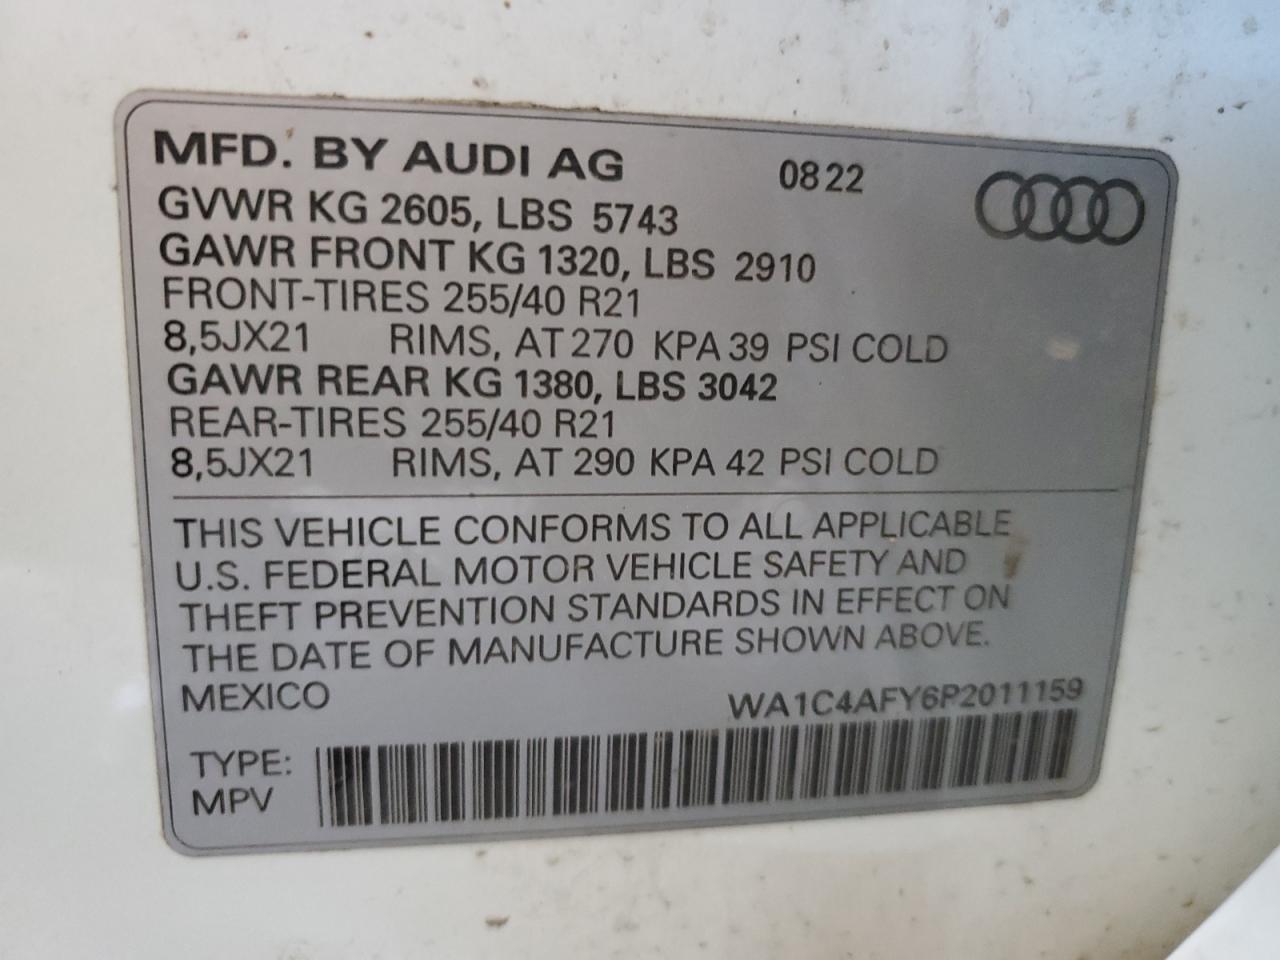 MFD. BY AUDI AG 08 22
GVWR KG 2605, LBS 5743
GAWR FRONT KG 1320, LBS 2910
FRONT-TIRES 255/40 R21
8,5JX21 RIMS, AT 270 KPA 39 PSI COLD
GAWR REAR KG 1380, LBS 3042
REAR-TIRES 255/40 R21
8,5JX21 RIMS, AT 290 KPA 42 PSI COLD
THIS VEHICLE CONFORMS TO ALL APPLICABLE
U.S. FEDERAL MOTOR VEHICLE SAFETY AND
THEFT PREVENTION STANDARDS IN EFFECT ON
THE DATE OF MANUFACTURE SHOWN ABOVE.
MEXICO WA1C4AFY6P2011159
TYPE:
MPV